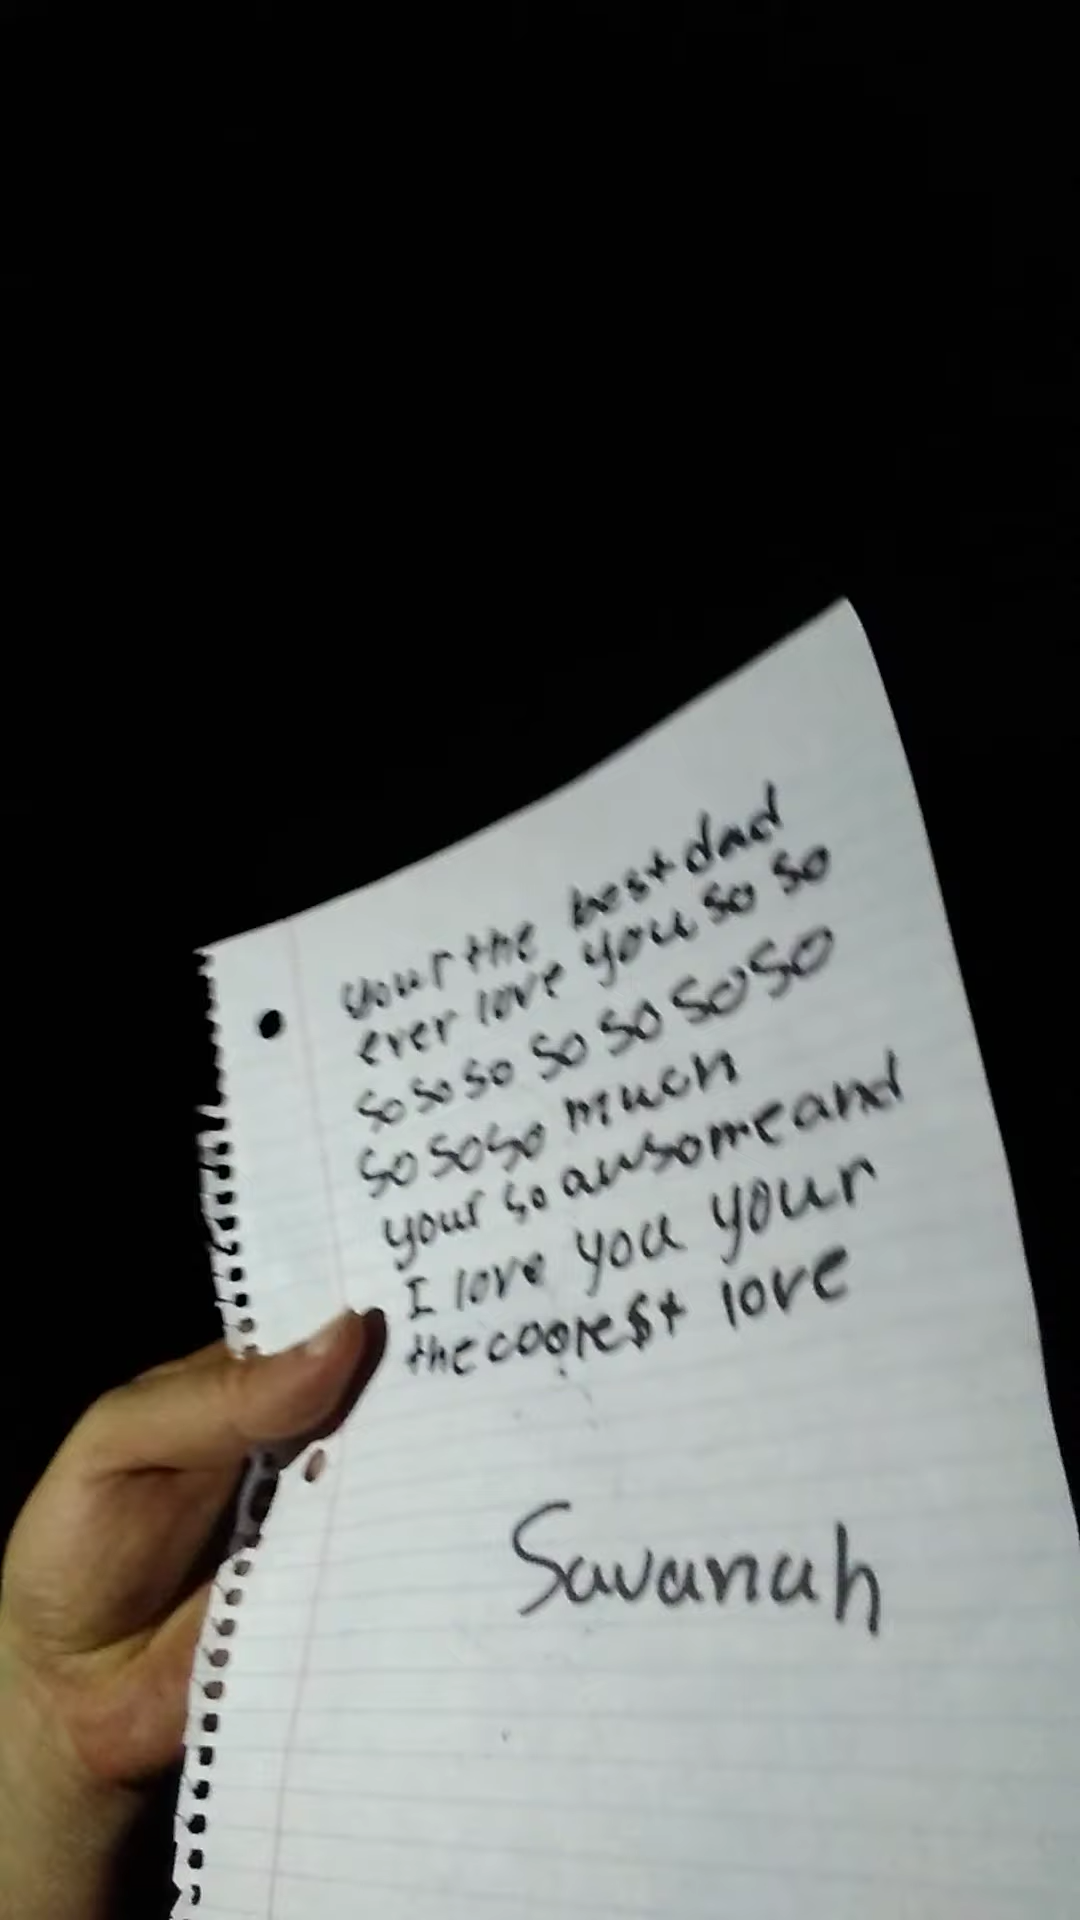 your the best dad
ever love you so so
so so so so so so so
so so so much
your so awsome and
I love you your
the coolest love
Savanah